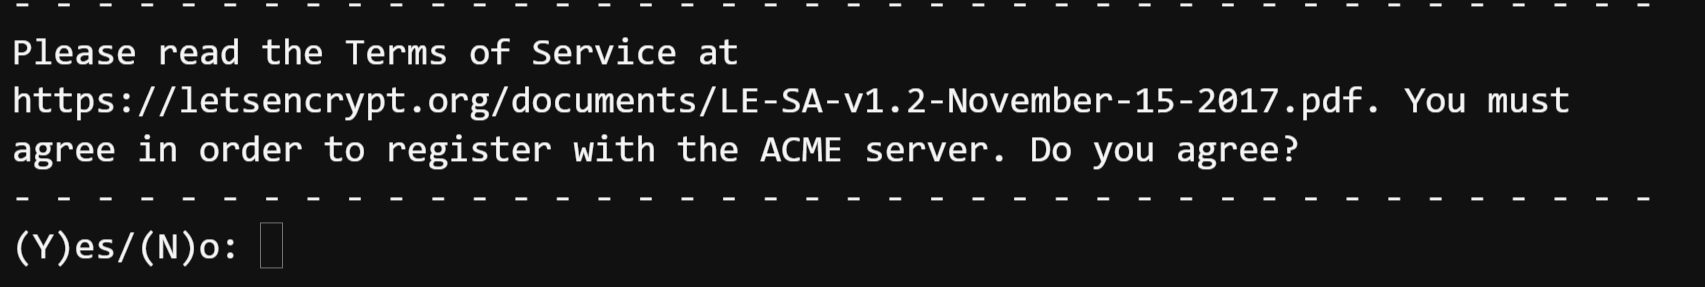 - - - - - - - - - - - - - - - - - - - - - - - - - - - - - - - - - - - - - - - -
Please read the Terms of Service at
https://letsencrypt.org/documents/LE-SA-v1.2-November-15-2017.pdf. You must
agree in order to register with the ACME server. Do you agree?
- - - - - - - - - - - - - - - - - - - - - - - - - - - - - - - - - - - - - - - -
(Y)es/(N)o: